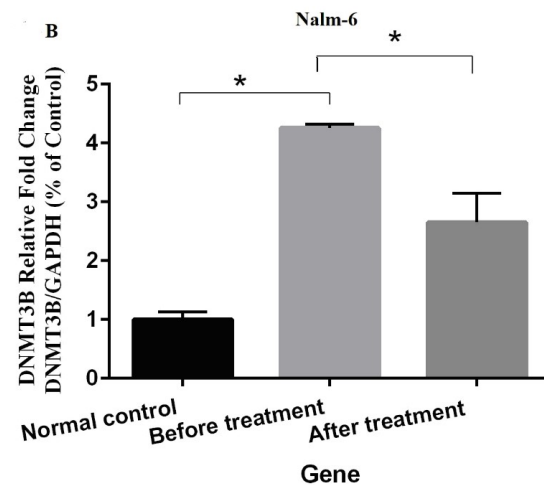 B
Nalm-6
*
*
DNMT3B Relative Fold Change
DNMT3B/GAPDH (% of Control)
5
4
3
2
1
0
Normal control
Before treatment
After treatment
Gene